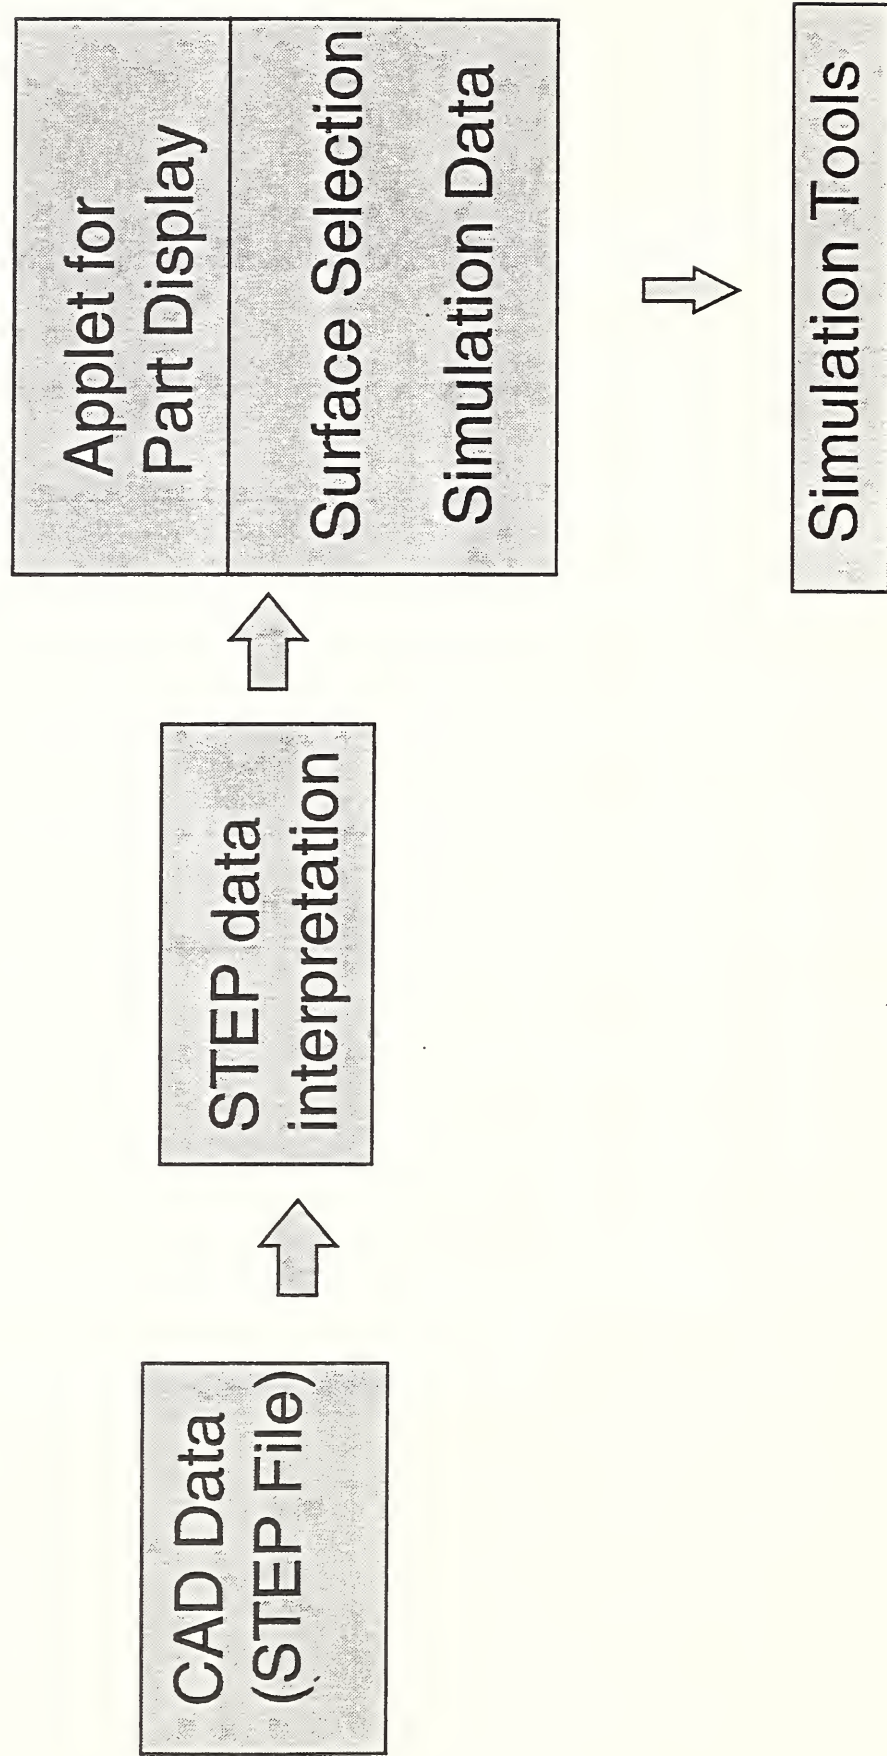 CAD Data
(STEP File)
STEP data
interpretation
Applet for
Part Display
Surface Selection
Simulation Data
Simulation Tools